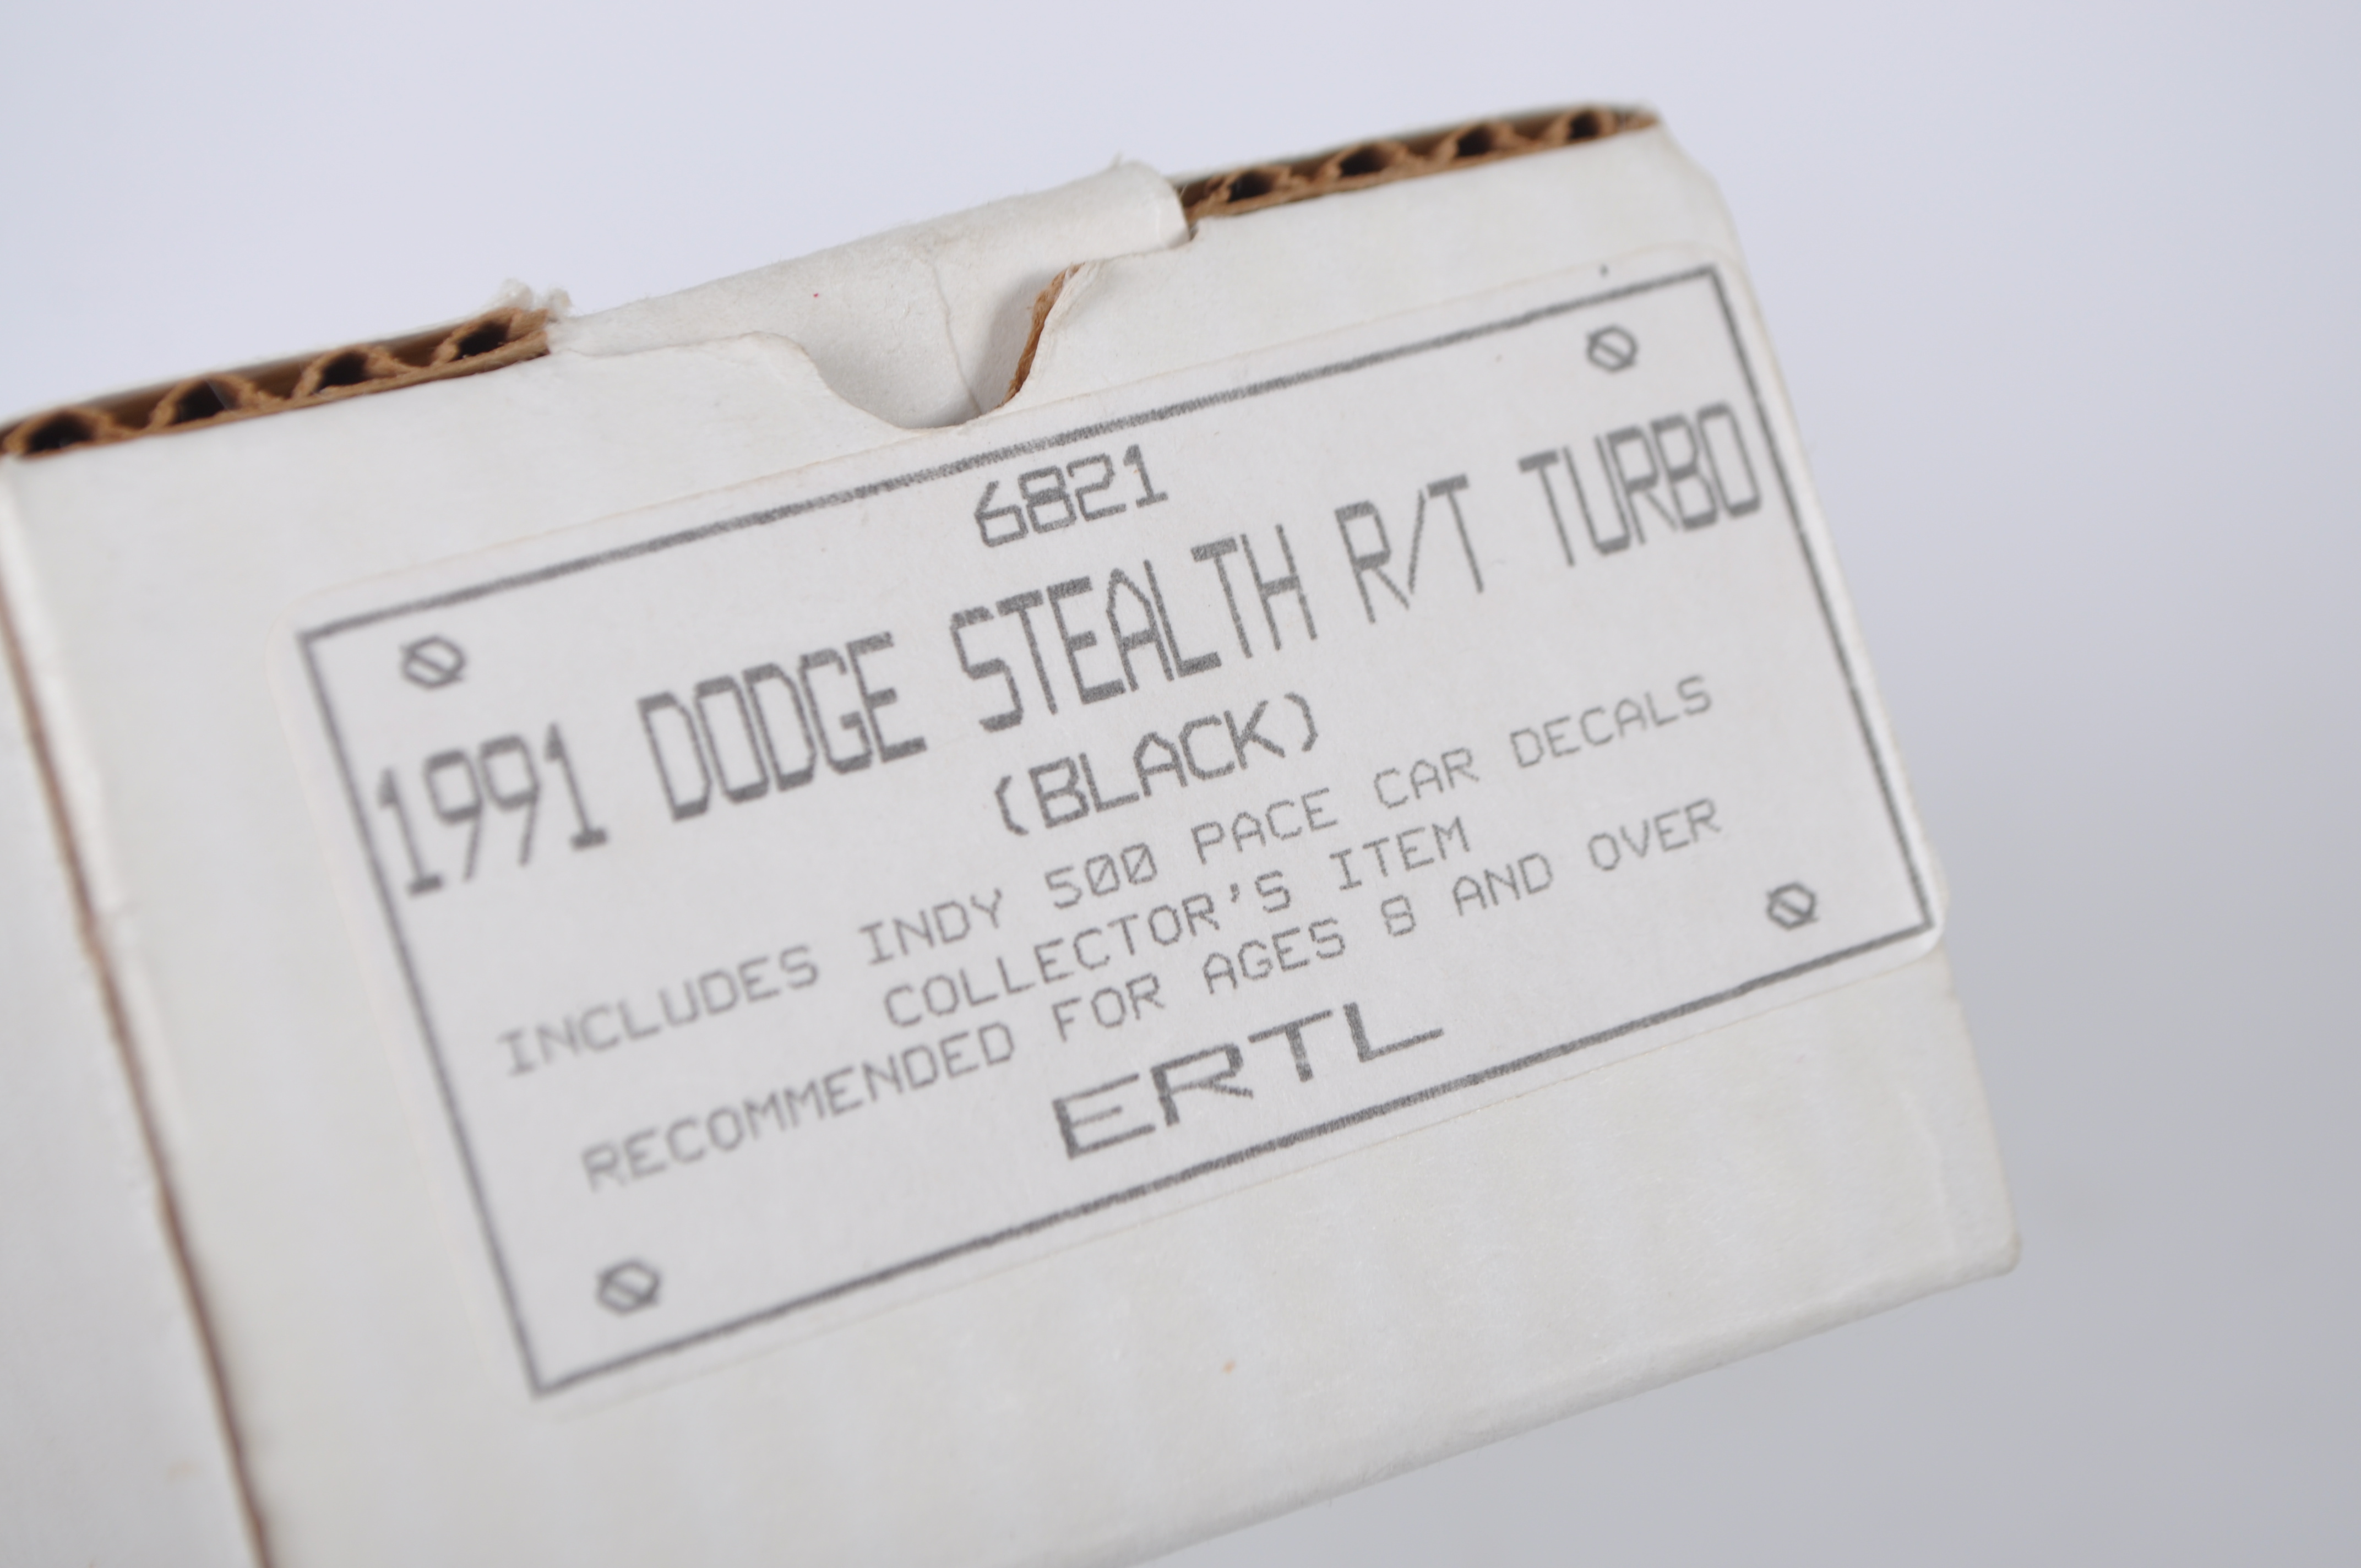 6821
1991 DODGE STEALTH R/T TURBO
(BLACK)
INCLUDES INDY 500 PACE CAR DECALS
COLLECTOR'S ITEM
RECOMMENDED FOR AGES 8 AND OVER
ERTL